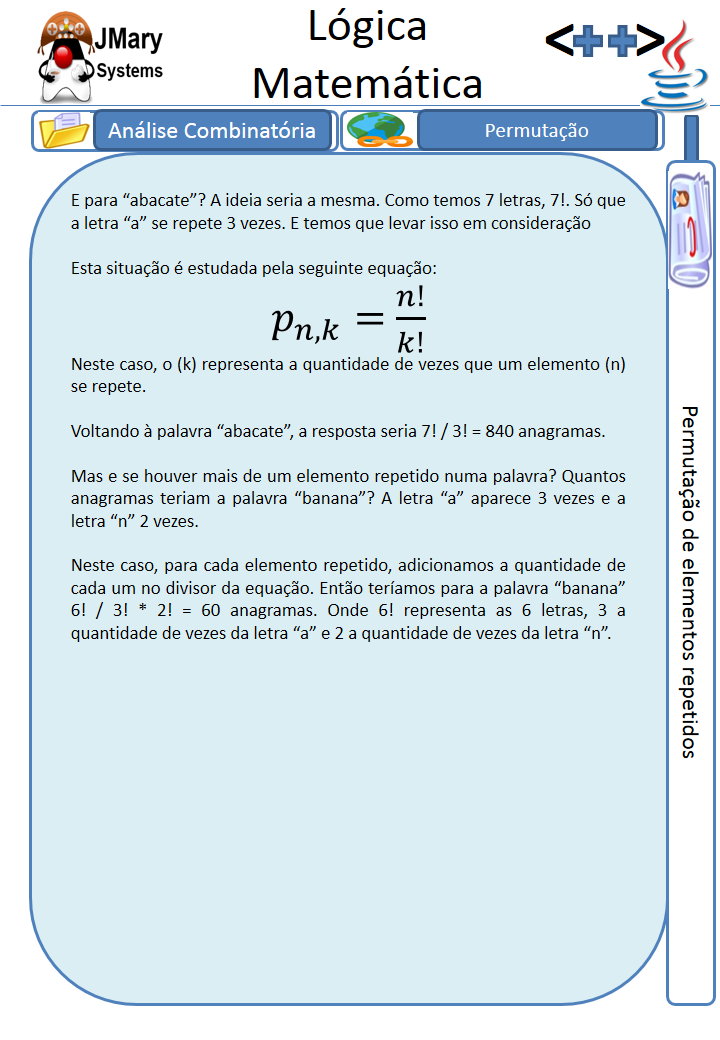 JMary
Systems
Lógica
Matemática
<++>
Análise Combinatória
Permutação
E para “abacate”? A ideia seria a mesma. Como temos 7 letras, 7!. Só que
a letra “a” se repete 3 vezes. E temos que levar isso em consideração
Esta situação é estudada pela seguinte equação:
p_{n,k} = n!/k!
Neste caso, o (k) representa a quantidade de vezes que um elemento (n)
se repete.
Voltando à palavra “abacate”, a resposta seria 7! / 3! = 840 anagramas.
Mas e se houver mais de um elemento repetido numa palavra? Quantos
anagramas teriam a palavra “banana”? A letra “a” aparece 3 vezes e a
letra “n” 2 vezes.
Neste caso, para cada elemento repetido, adicionamos a quantidade de
cada um no divisor da equação. Então teríamos para a palavra “banana”
6! / 3! * 2! = 60 anagramas. Onde 6! representa as 6 letras, 3 a
quantidade de vezes da letra “a” e 2 a quantidade de vezes da letra “n”.
Permutação de elementos repetidos